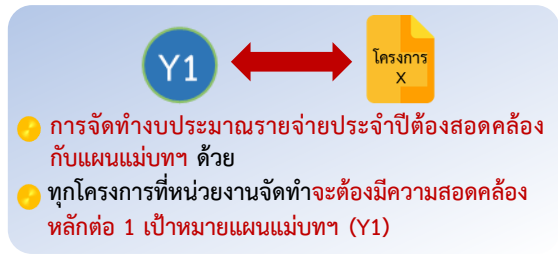 Y1
โครงการ
X
การจัดทำงบประมาณรายจ่ายประจำปีต้องสอดคล้อง
กับแผนแม่บทฯ ด้วย
ทุกโครงการที่หน่วยงานจัดทำจะต้องมีความสอดคล้อง
หลักต่อ 1 เป้าหมายแผนแม่บทฯ (Y1)